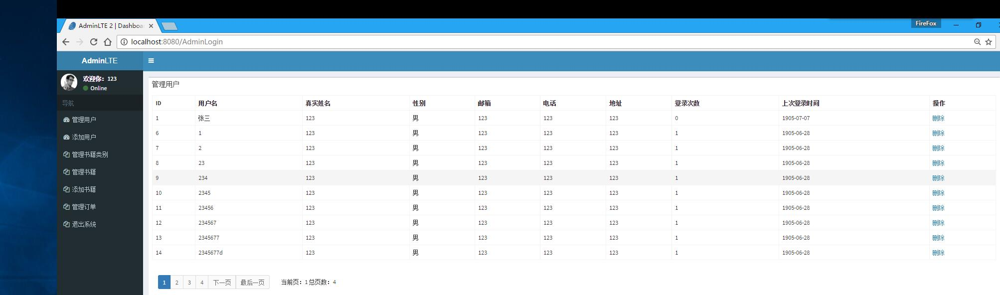 AdminLTE 2 | Dashboa
FireFox
localhost:8080/AdminLogin
AdminLTE
欢迎你：123
Online
导航
管理用户
添加用户
管理书籍类别
管理书籍
添加书籍
管理订单
退出系统
管理用户
ID 用户名 真实姓名 性别 邮箱 电话 地址 登录次数 上次登录时间 操作
1 张三 123 男 123 123 123 0 1905-07-07 删除
6 1 123 男 123 123 123 1 1905-06-28 删除
7 2 123 男 123 123 123 1 1905-06-28 删除
8 23 123 男 123 123 123 1 1905-06-28 删除
9 234 123 男 123 123 123 1 1905-06-28 删除
10 2345 123 男 123 123 123 1 1905-06-28 删除
11 23456 123 男 123 123 123 1 1905-06-28 删除
12 234567 123 男 123 123 123 1 1905-06-28 删除
13 2345677 123 男 123 123 123 1 1905-06-28 删除
14 2345677d 123 男 123 123 123 1 1905-06-28 删除
1 2 3 4 下一页 最后一页 当前页：1 总页数：4